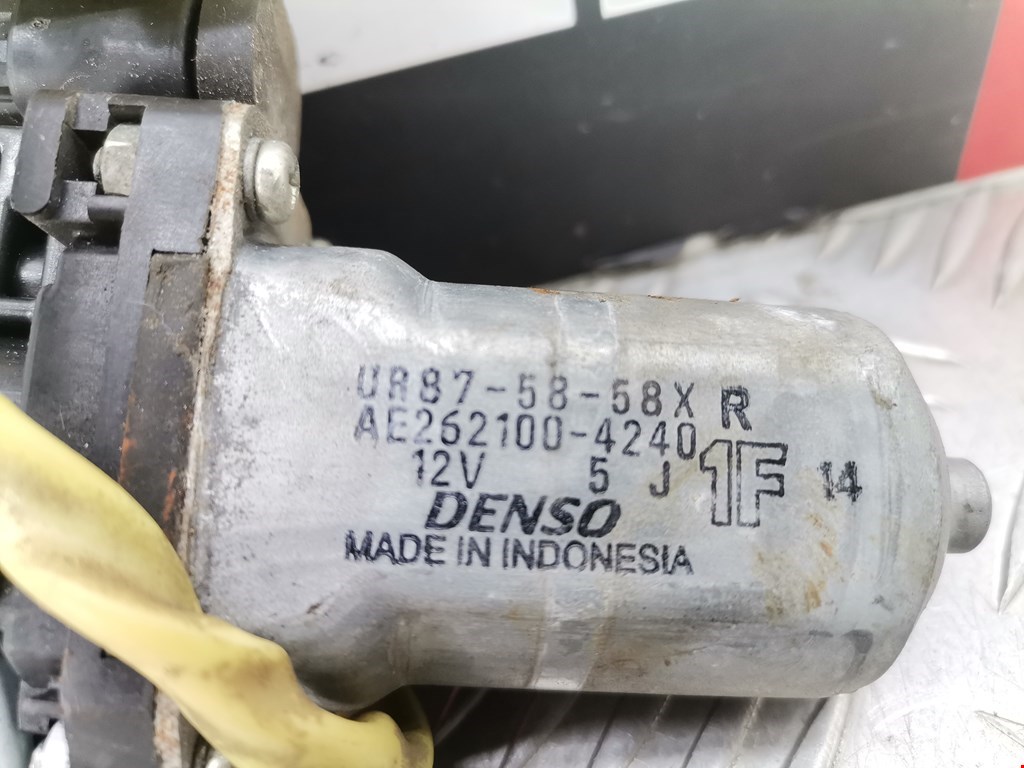 UR87-58-58X R
AE262100-4240
12V 5 J 1F 14
DENSO
MADE IN INDONESIA